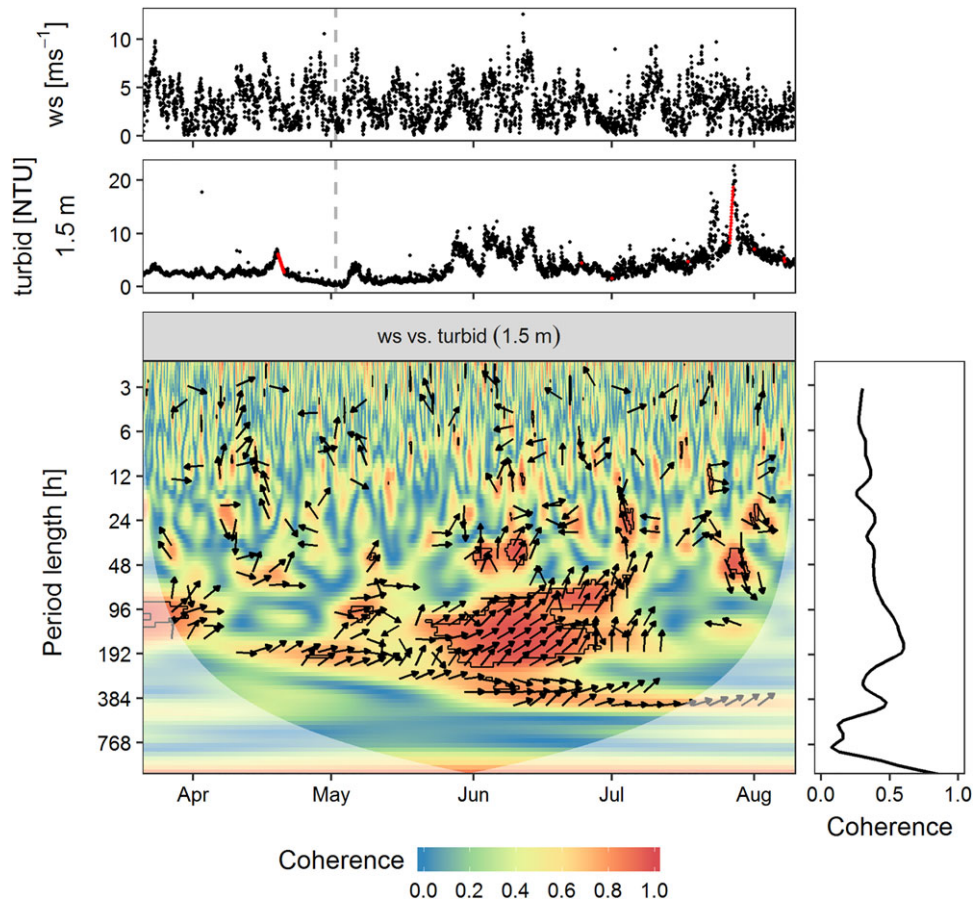 ws [ms⁻¹]
10
5
0
turbid [NTU]
1.5 m
20
10
0
ws vs. turbid (1.5 m)
Period length [h]
3
6
12
24
48
96
192
384
768
Apr
May
Jun
Jul
Aug
0.0
0.5
1.0
Coherence
Coherence
0.0
0.2
0.4
0.6
0.8
1.0